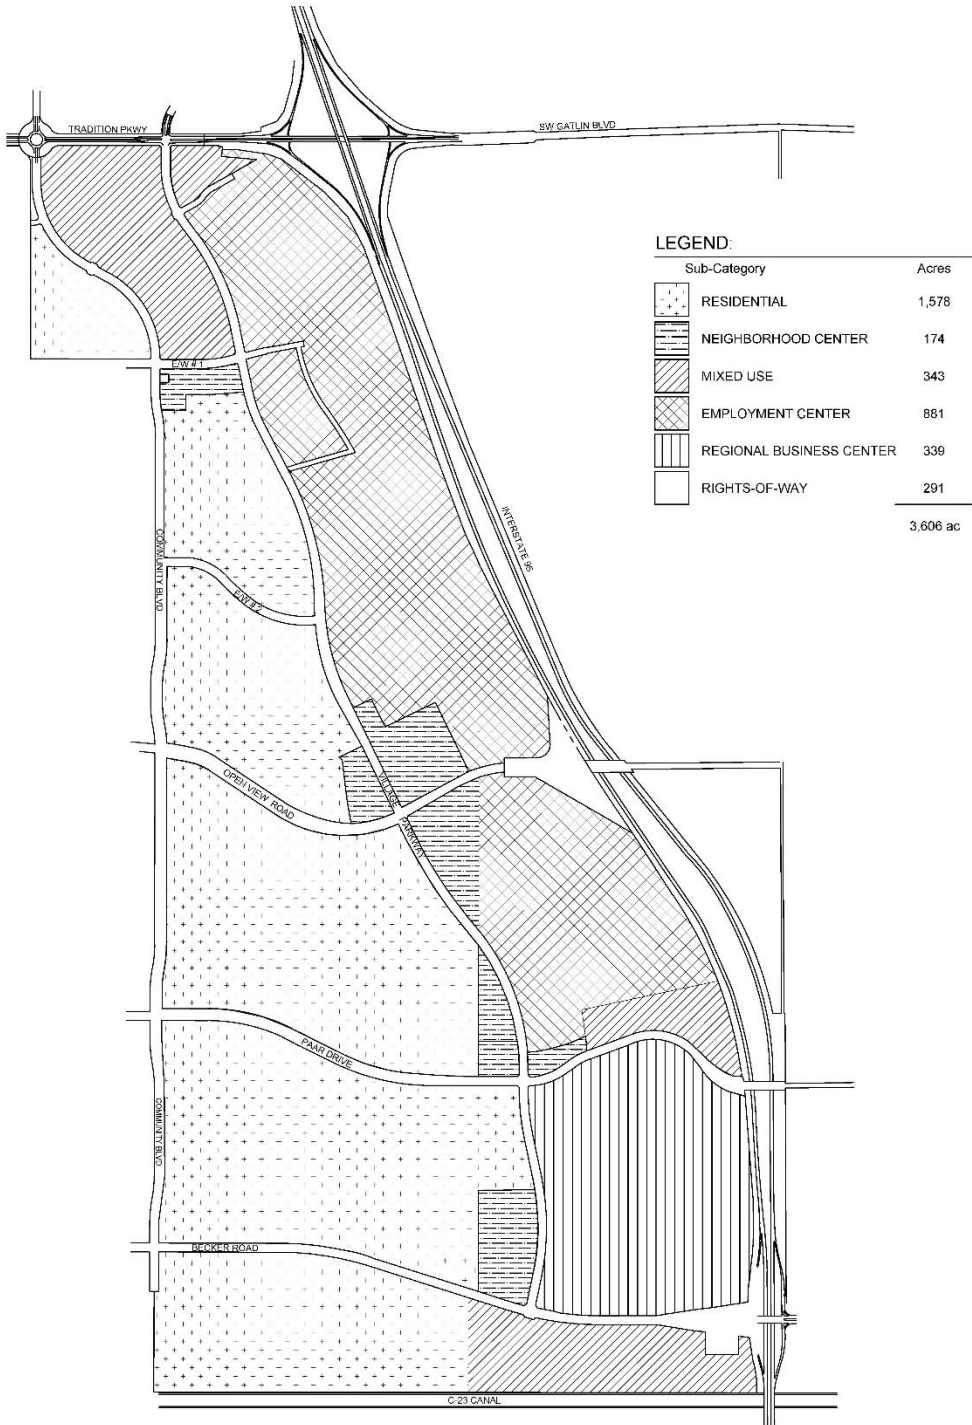 TRADITION PKWY
SW GATLIN BLVD
LEGEND:
Sub-Category Acres
RESIDENTIAL 1,578
NEIGHBORHOOD CENTER 174
MIXED USE 343
EMPLOYMENT CENTER 881
REGIONAL BUSINESS CENTER 339
RIGHTS-OF-WAY 291
3,606 ac
E/W # 1
INTERSTATE 95
COMMUNITY BLVD
E/W # 2
OPEN VIEW ROAD
VILLAGE PARKWAY
PAAR DRIVE
COMMUNITY BLVD
BECKER ROAD
C-23 CANAL